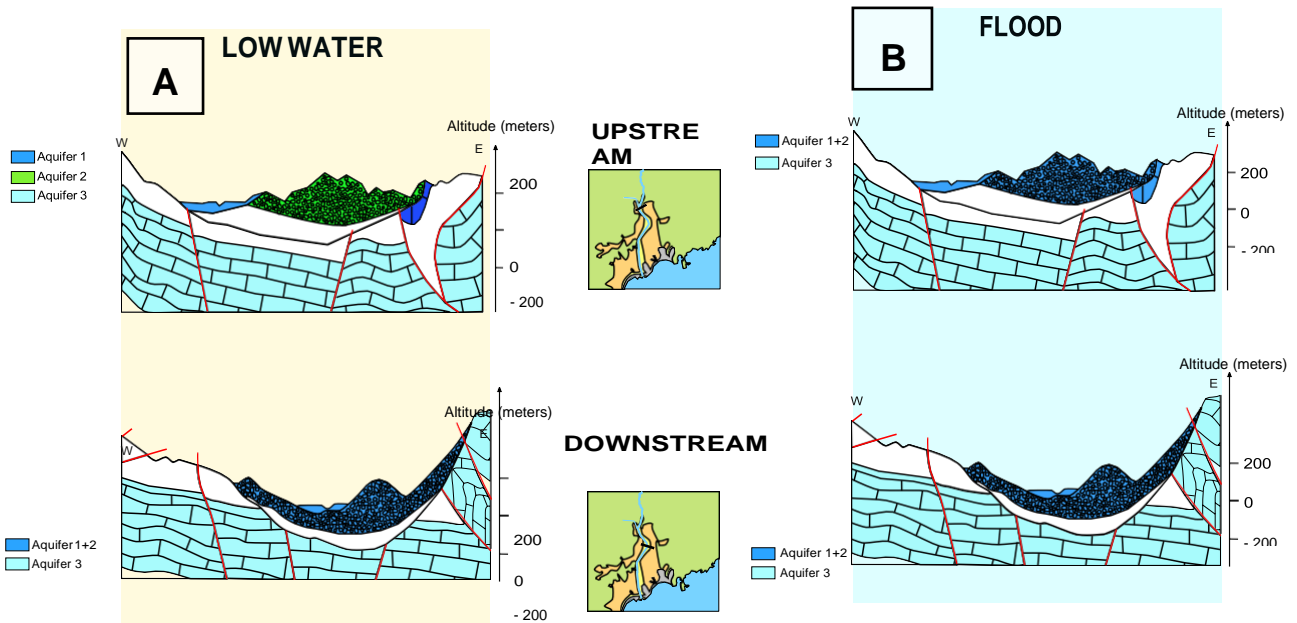 A
LOW WATER
B
FLOOD
Altitude (meters)
W
E
Aquifer 1
Aquifer 2
Aquifer 3
200
0
- 200
UPSTRE
AM
Altitude (meters)
W
E
Aquifer 1+2
Aquifer 3
200
0
- 200
Altitude (meters)
W
E
Aquifer 1+2
Aquifer 3
200
0
- 200
DOWNSTREAM
Altitude (meters)
W
E
Aquifer 1+2
Aquifer 3
200
0
- 200